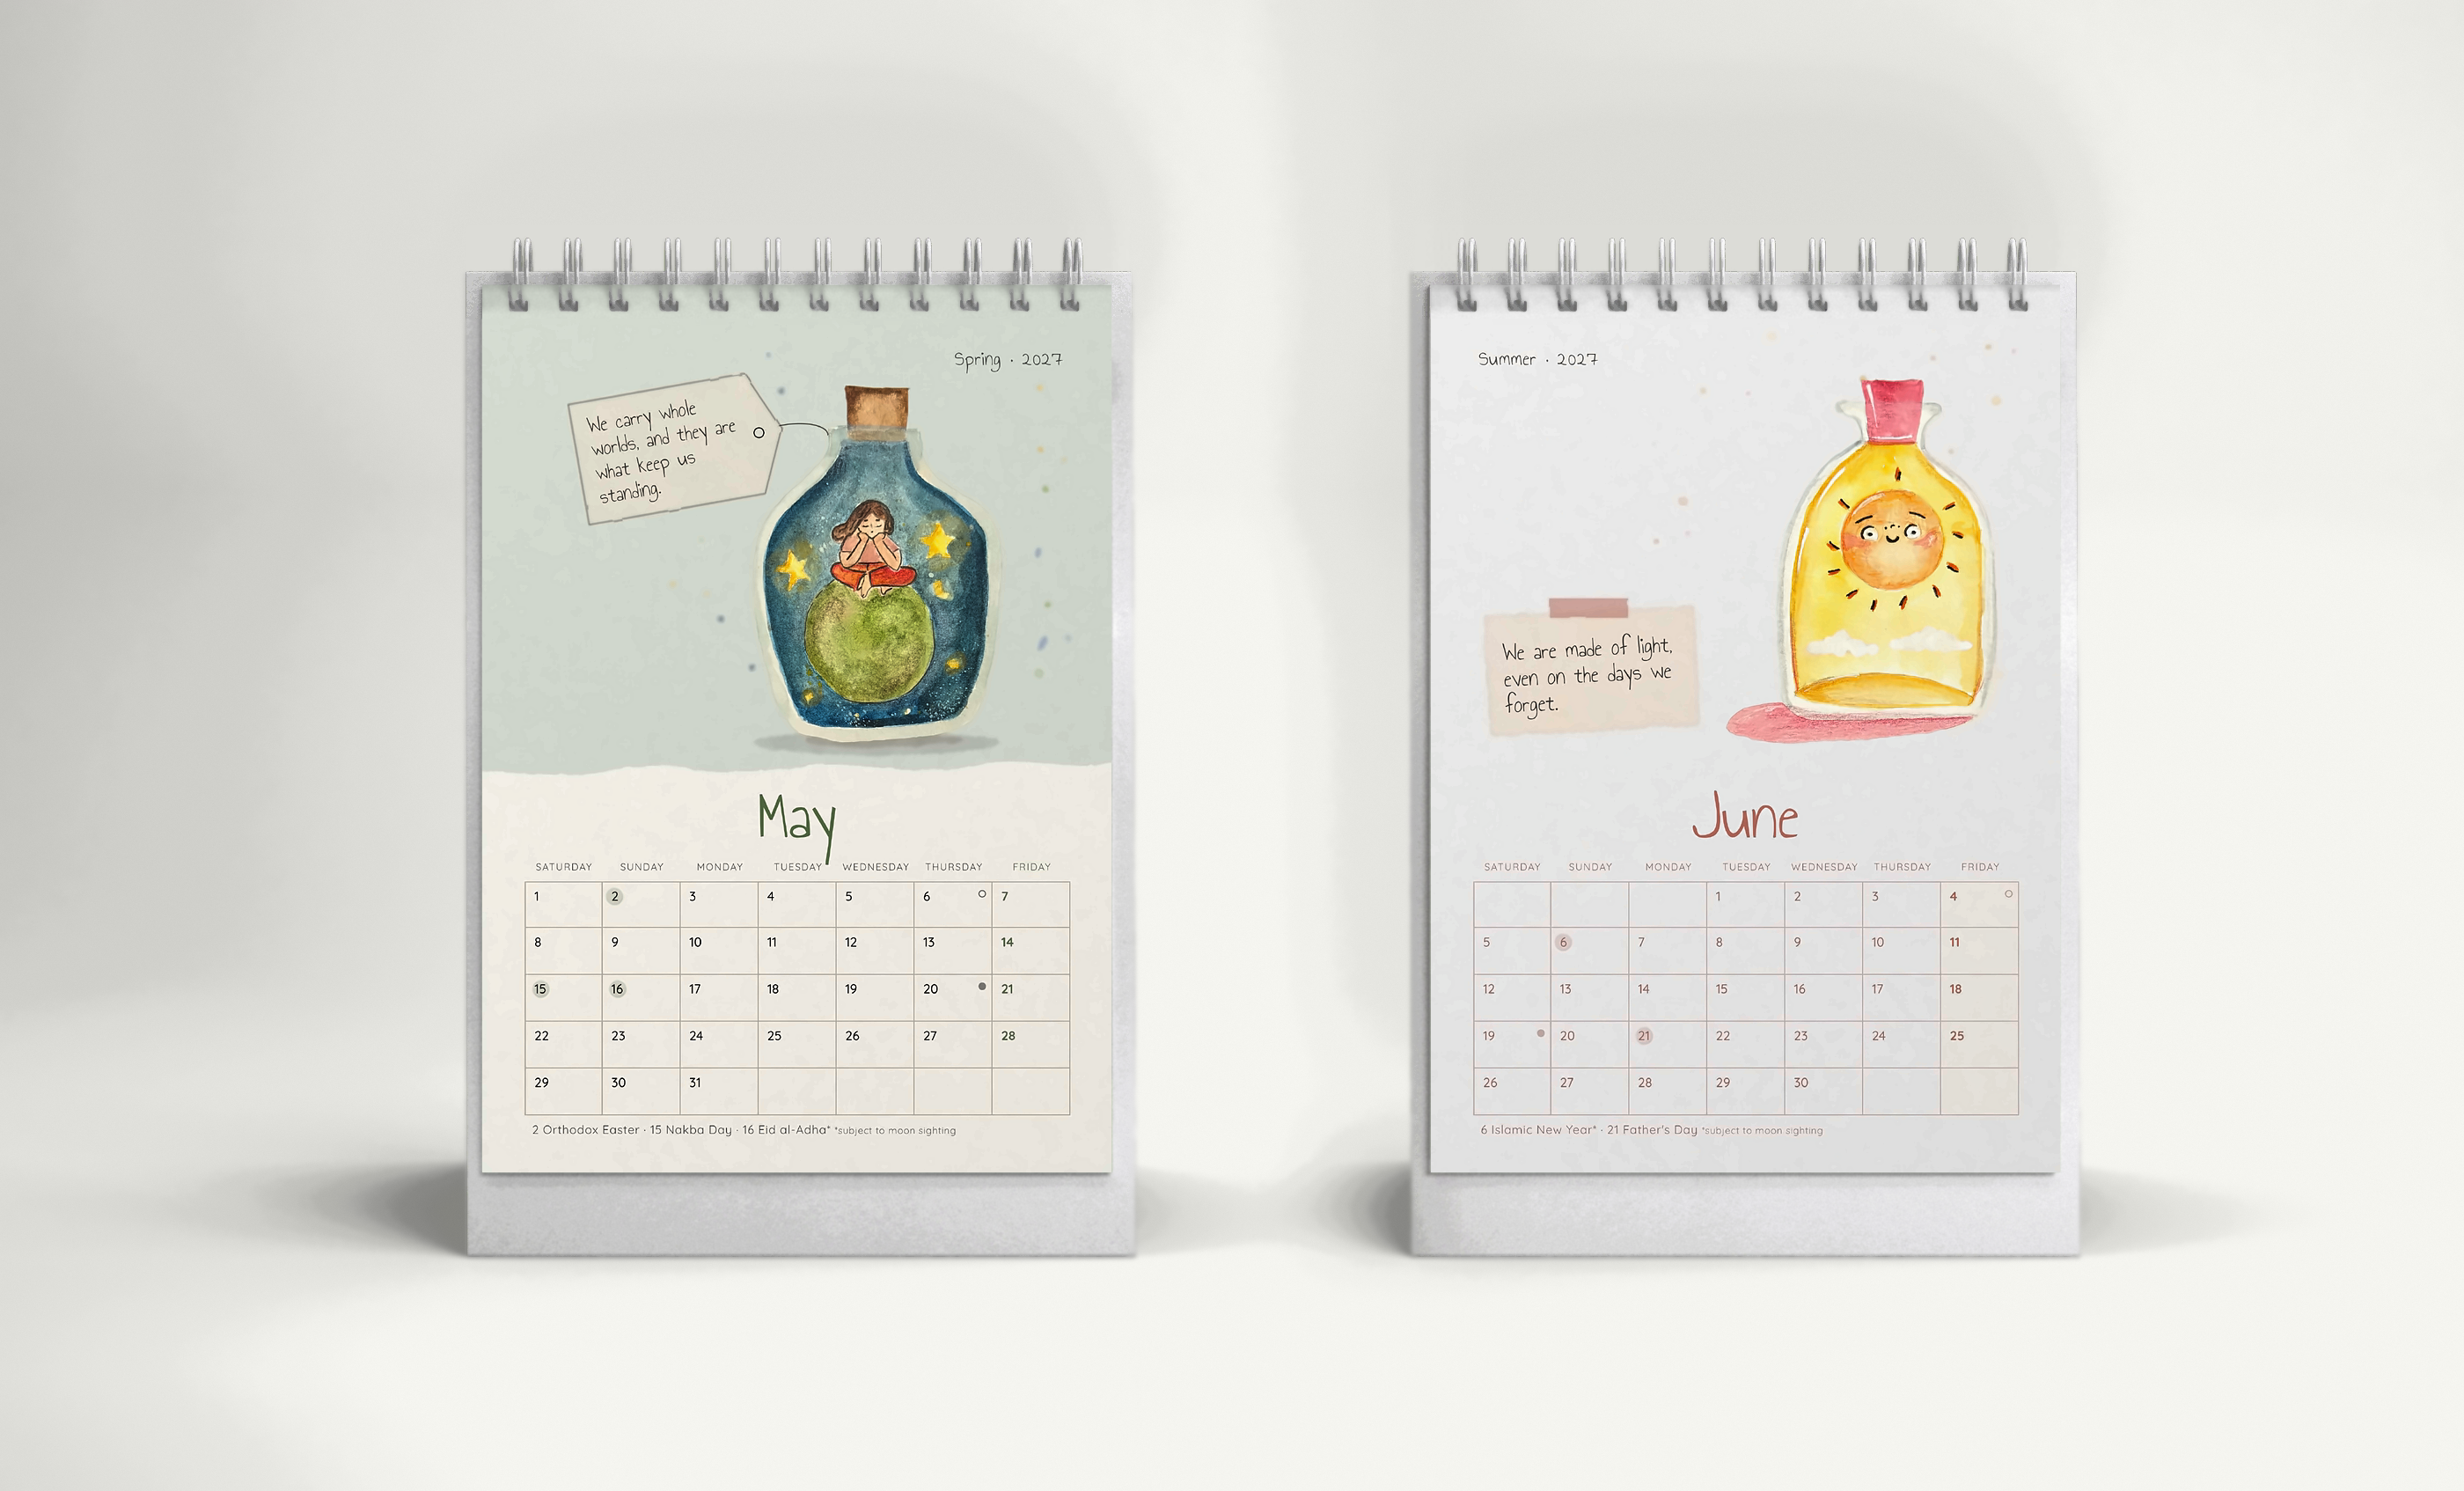 Spring · 2027
We carry whole
worlds, and they are
what keep us
standing.
May
SATURDAY SUNDAY MONDAY TUESDAY WEDNESDAY THURSDAY FRIDAY
1 2 3 4 5 6 7
8 9 10 11 12 13 14
15 16 17 18 19 20 21
22 23 24 25 26 27 28
29 30 31
2 Orthodox Easter · 15 Nakba Day · 16 Eid al-Adha* *subject to moon sighting
Summer · 2027
We are made of light,
even on the days we
forget.
June
SATURDAY SUNDAY MONDAY TUESDAY WEDNESDAY THURSDAY FRIDAY
1 2 3 4
5 6 7 8 9 10 11
12 13 14 15 16 17 18
19 20 21 22 23 24 25
26 27 28 29 30
6 Islamic New Year* · 21 Father's Day *subject to moon sighting